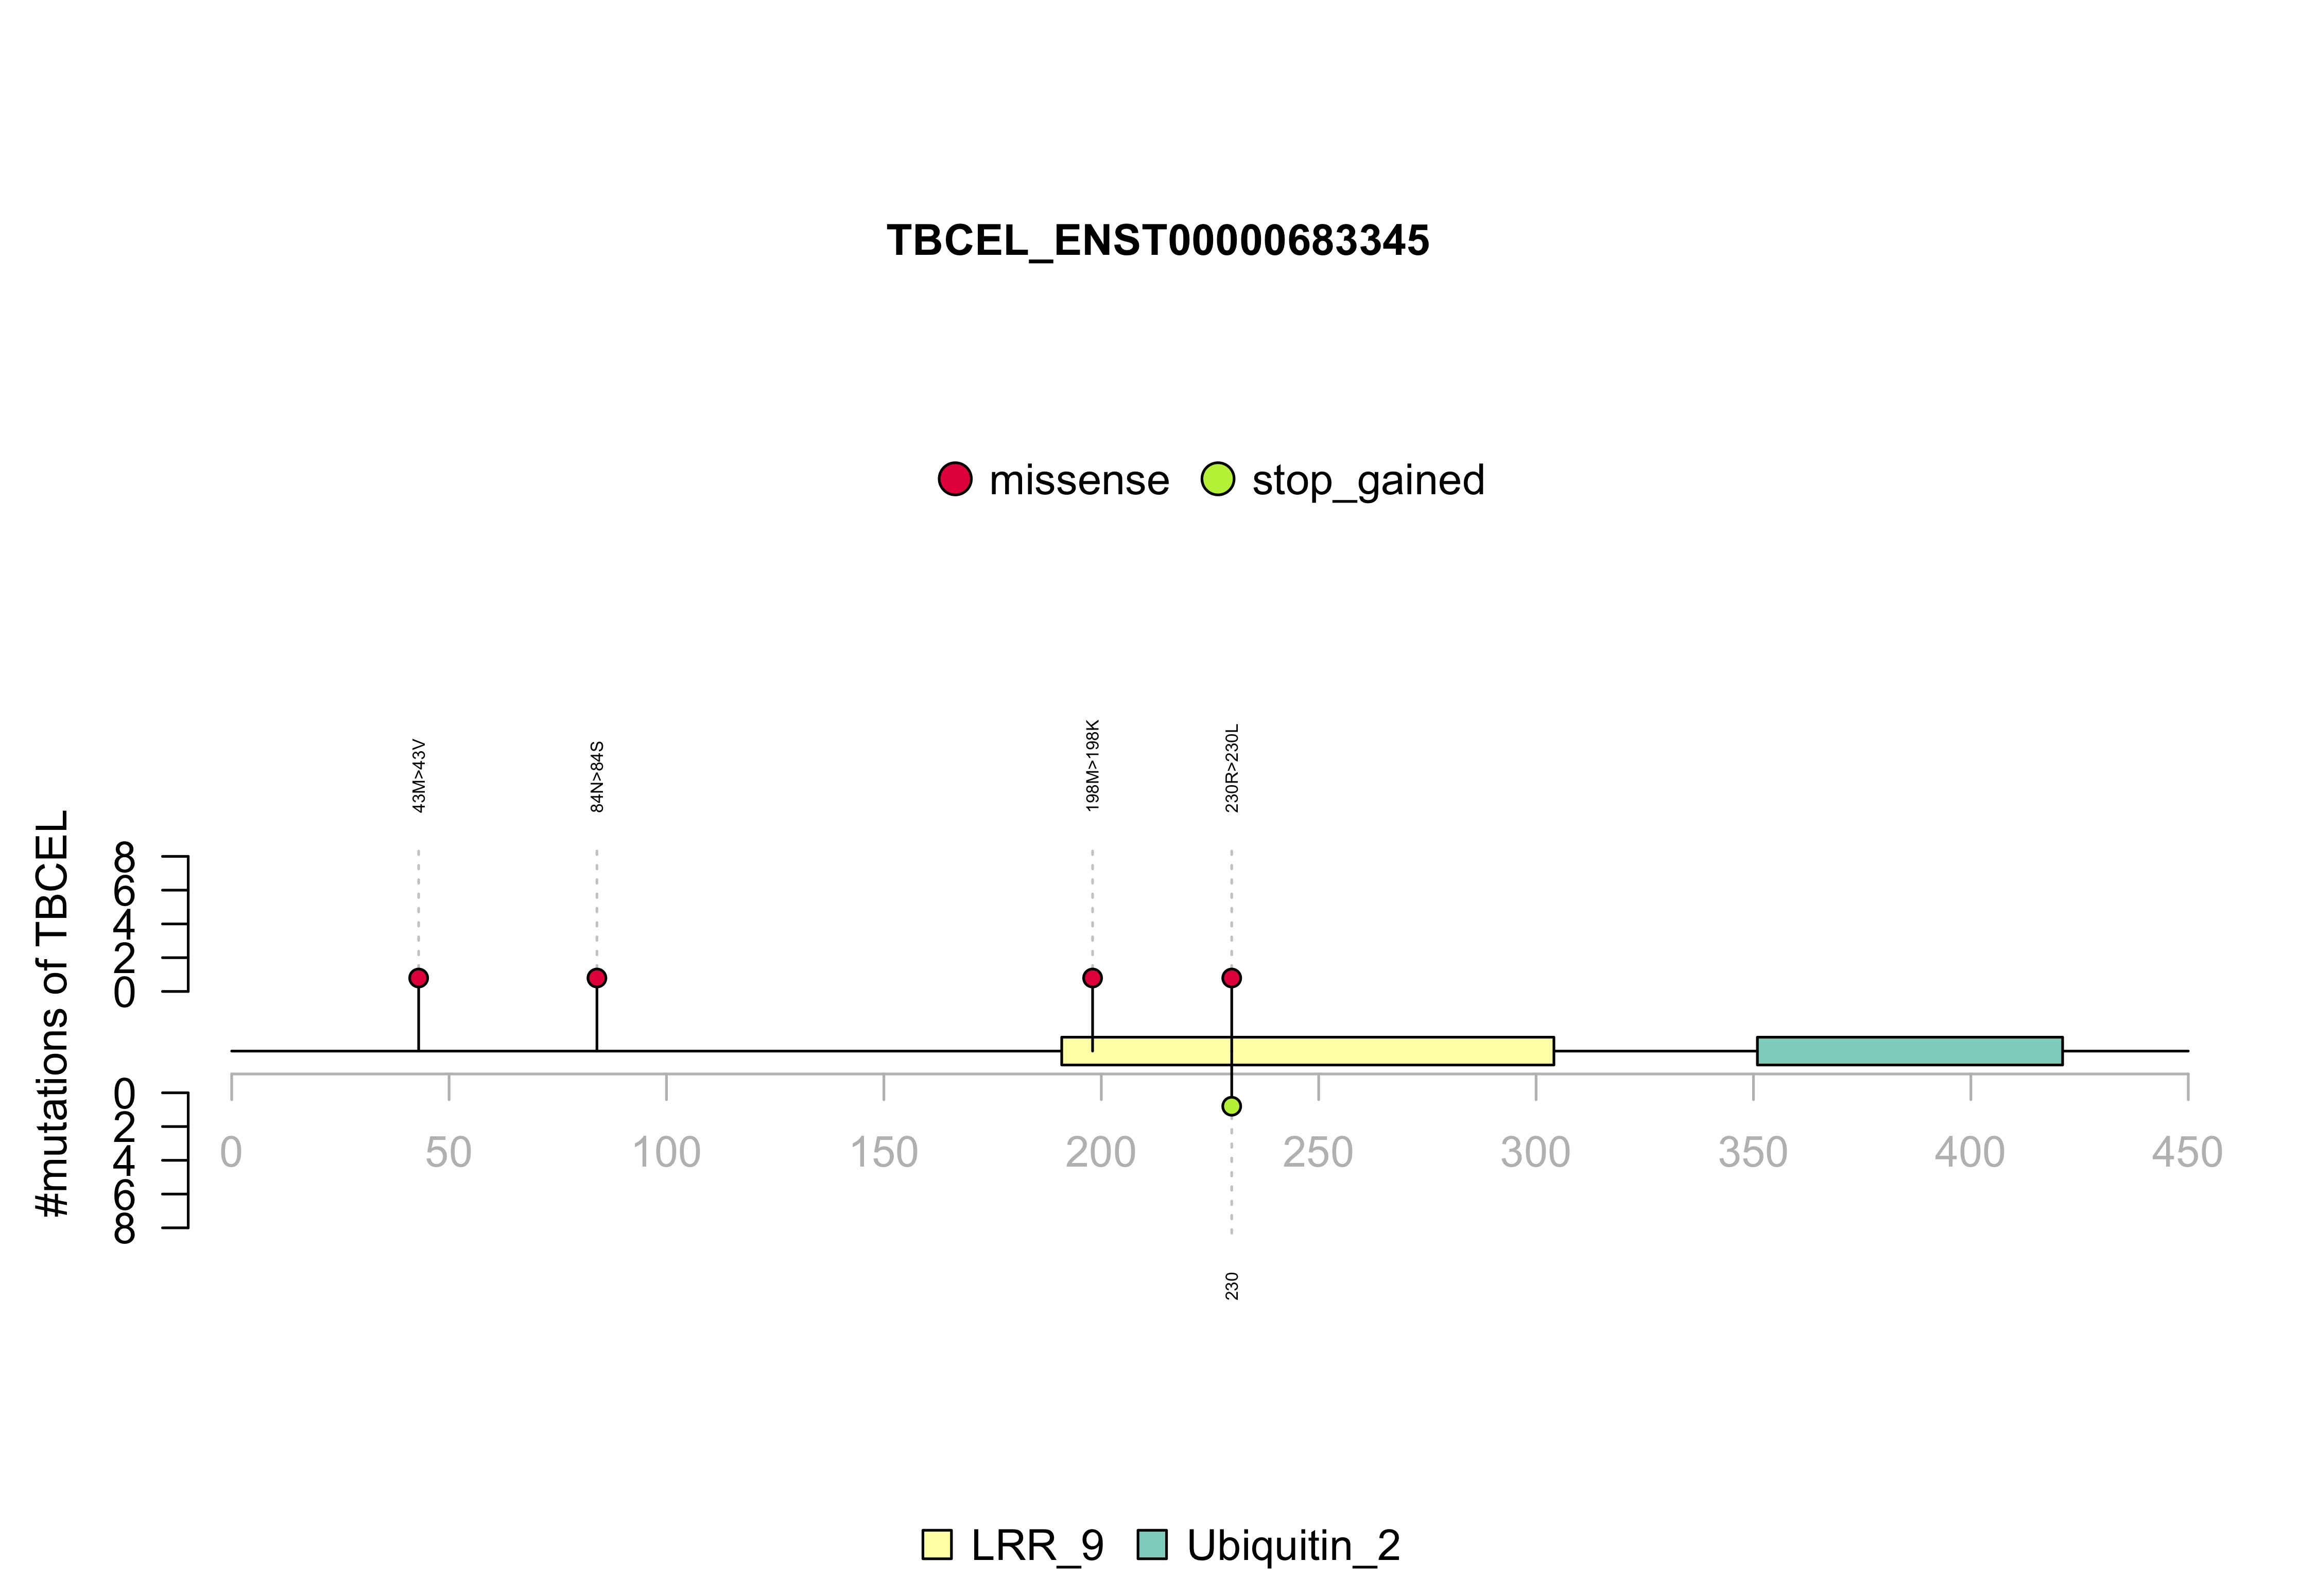 TBCEL_ENST00000683345
missense stop_gained
43M>43V 84N>84S 198M>198K 230R>230L
#mutations of TBCEL
8
6
4
2
0
0
2
4
6
8
0 50 100 150 200 250 300 350 400 450
230
LRR_9 Ubiquitin_2